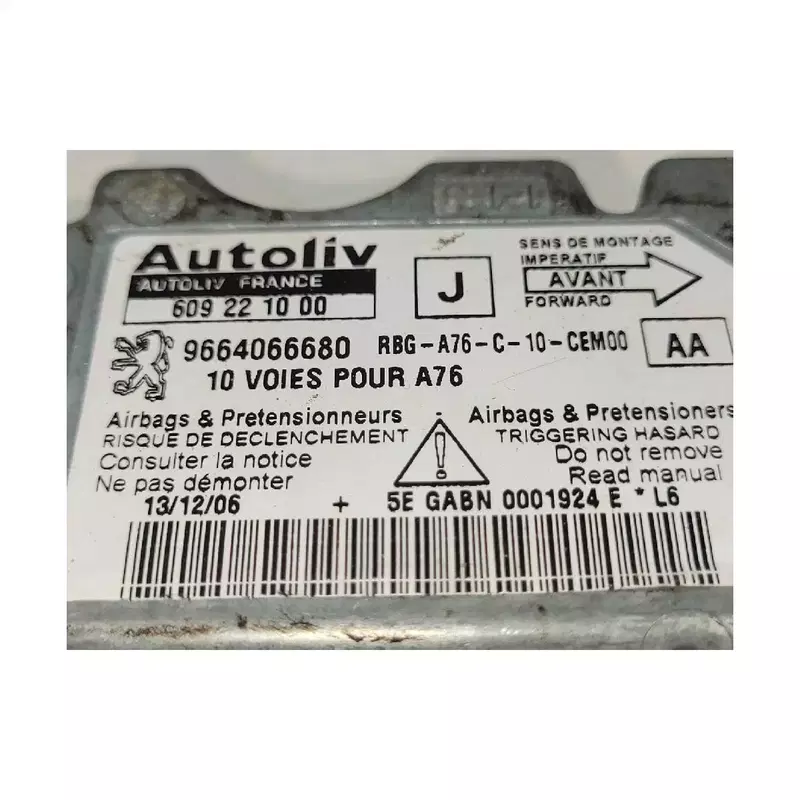 Autoliv
AUTOLIV FRANCE
609 22 10 00
J
SENS DE MONTAGE
IMPERATIF
AVANT
FORWARD
9664066680 RBG-A76-C-10-CEM00 AA
10 VOIES POUR A76
Airbags & Pretensionneurs
RISQUE DE DECLENCHEMENT
Consulter la notice
Ne pas démonter
Airbags & Pretensioners
TRIGGERING HASARD
Do not remove
Read manual
13/12/06 + 5E GABN 0001924 E * L6